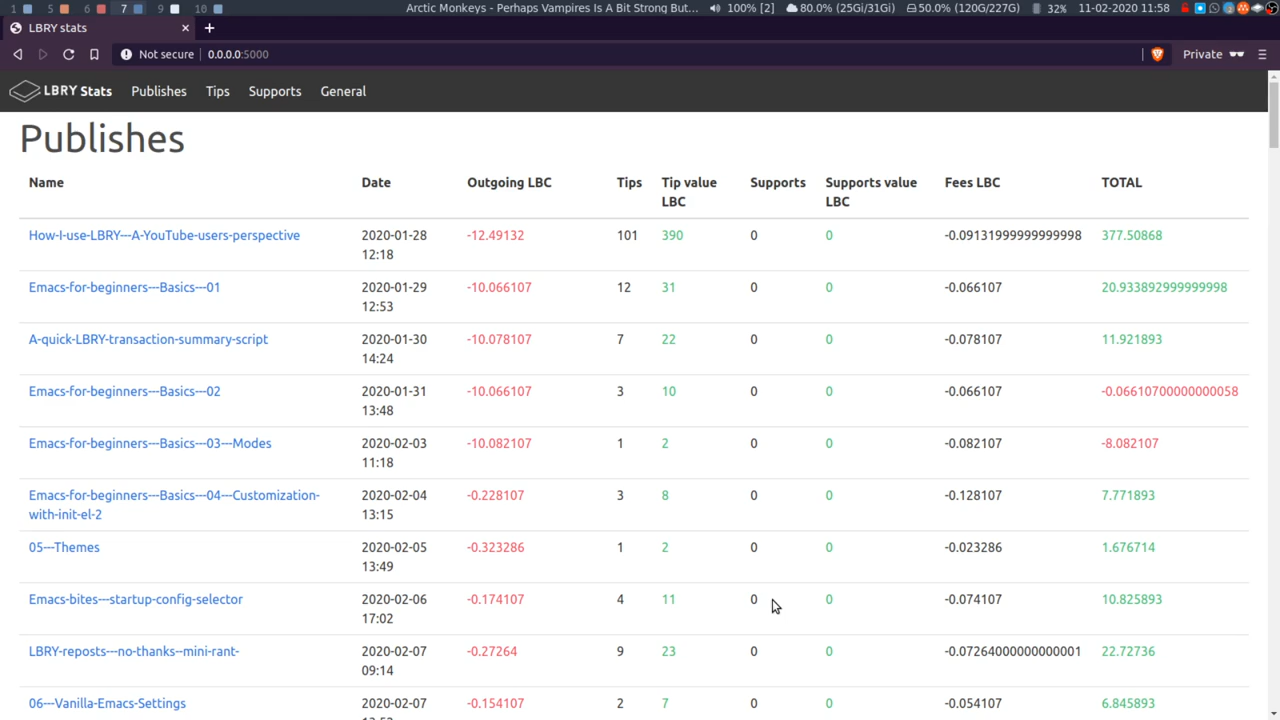 1 5 6 7 9 10 Arctic Monkeys - Perhaps Vampires Is A Bit Strong But... 100% [2] 80.0% (25Gi/31Gi) 50.0% (120G/227G) 32% 11-02-2020 11:58
LBRY stats × +
Not secure 0.0.0.0:5000 Private
LBRY Stats Publishes Tips Supports General
Publishes
Name Date Outgoing LBC Tips Tip value LBC Supports Supports value LBC Fees LBC TOTAL
How-I-use-LBRY---A-YouTube-users-perspective 2020-01-28 12:18 -12.49132 101 390 0 0 -0.09131999999999998 377.50868
Emacs-for-beginners---Basics---01 2020-01-29 12:53 -10.066107 12 31 0 0 -0.066107 20.933892999999998
A-quick-LBRY-transaction-summary-script 2020-01-30 14:24 -10.078107 7 22 0 0 -0.078107 11.921893
Emacs-for-beginners---Basics---02 2020-01-31 13:48 -10.066107 3 10 0 0 -0.066107 -0.06610700000000058
Emacs-for-beginners---Basics---03---Modes 2020-02-03 11:18 -10.082107 1 2 0 0 -0.082107 -8.082107
Emacs-for-beginners---Basics---04---Customization-with-init-el-2 2020-02-04 13:15 -0.228107 3 8 0 0 -0.128107 7.771893
05---Themes 2020-02-05 13:49 -0.323286 1 2 0 0 -0.023286 1.676714
Emacs-bites---startup-config-selector 2020-02-06 17:02 -0.174107 4 11 0 0 -0.074107 10.825893
LBRY-reposts---no-thanks--mini-rant- 2020-02-07 09:14 -0.27264 9 23 0 0 -0.07264000000000001 22.72736
06---Vanilla-Emacs-Settings 2020-02-07 -0.154107 2 7 0 0 -0.054107 6.845893